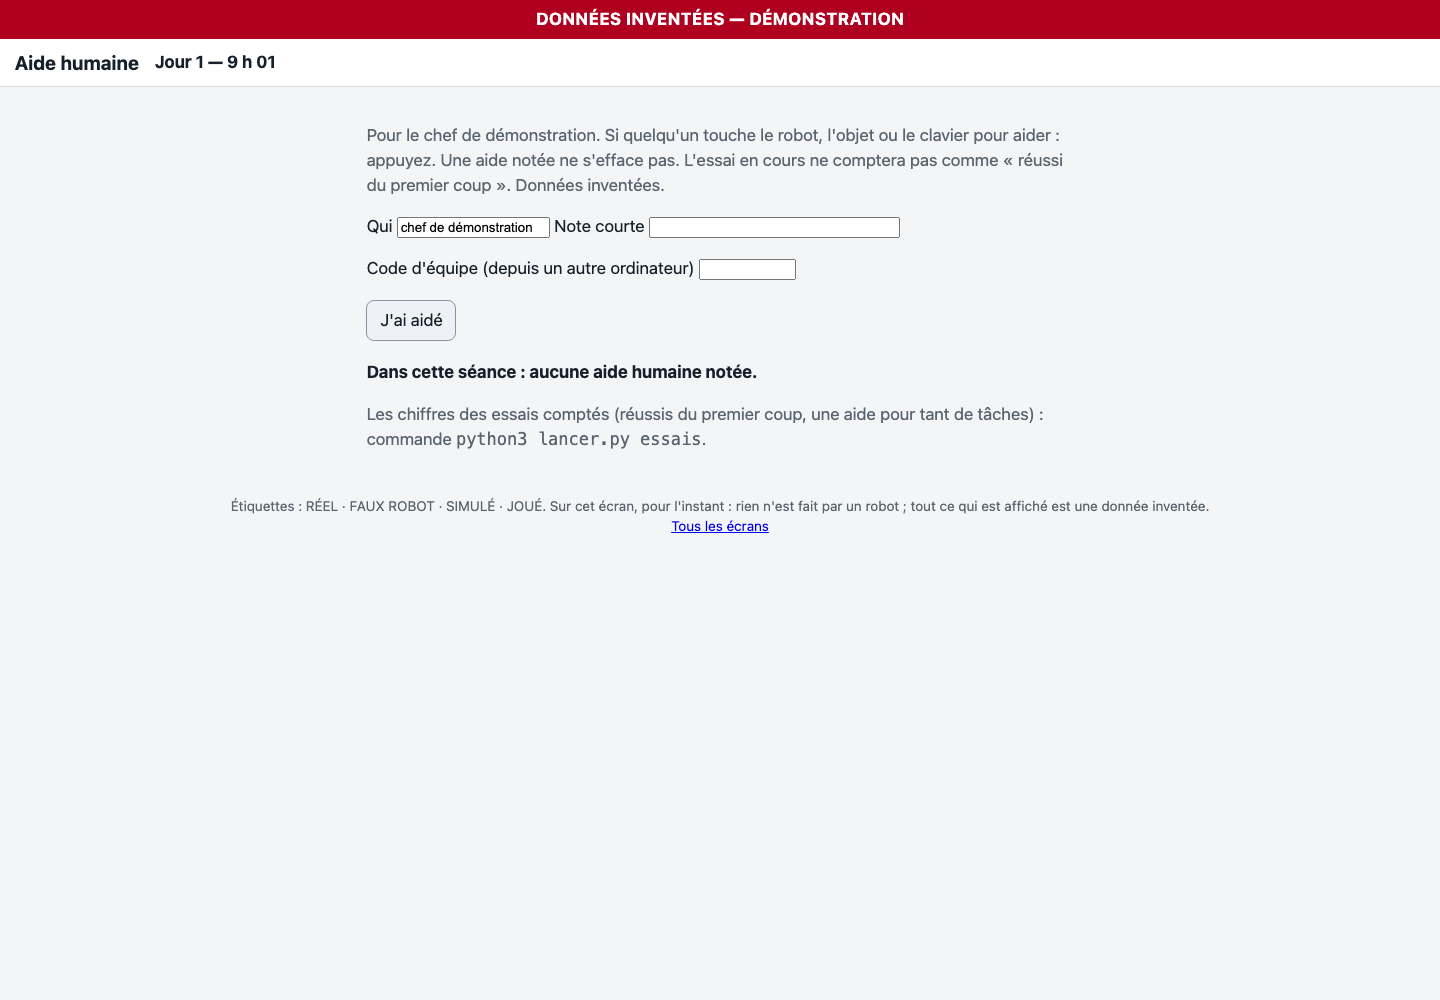 DONNÉES INVENTÉES — DÉMONSTRATION
Aide humaine Jour 1 — 9 h 01
Pour le chef de démonstration. Si quelqu'un touche le robot, l'objet ou le clavier pour aider :
appuyez. Une aide notée ne s'efface pas. L'essai en cours ne comptera pas comme « réussi
du premier coup ». Données inventées.
Qui chef de démonstration Note courte
Code d'équipe (depuis un autre ordinateur)
J'ai aidé
Dans cette séance : aucune aide humaine notée.
Les chiffres des essais comptés (réussis du premier coup, une aide pour tant de tâches) :
commande python3 lancer.py essais.
Étiquettes : RÉEL · FAUX ROBOT · SIMULÉ · JOUÉ. Sur cet écran, pour l'instant : rien n'est fait par un robot ; tout ce qui est affiché est une donnée inventée.
Tous les écrans